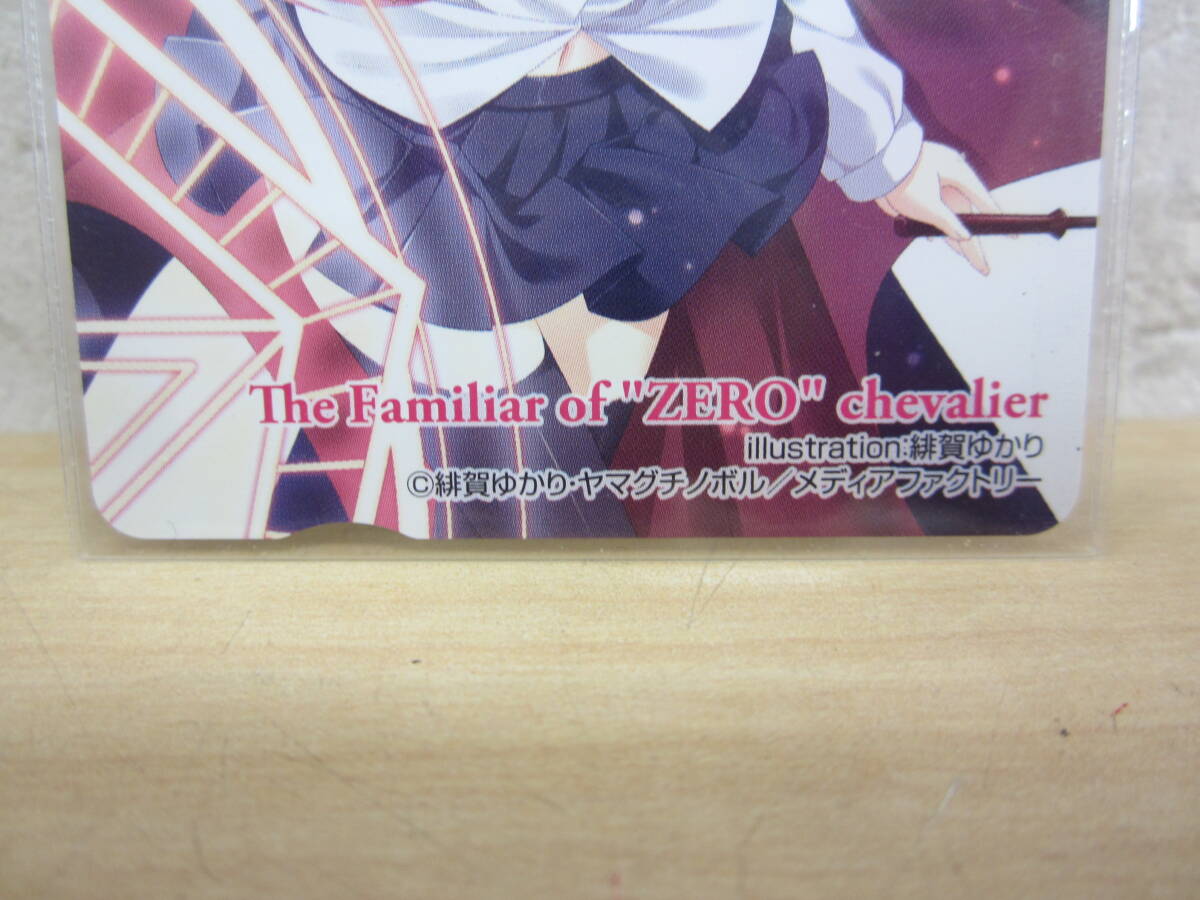 The Familiar of "ZERO" chevalier
illustration:緋賀ゆかり
©緋賀ゆかり・ヤマグチノボル／メディアファクトリー